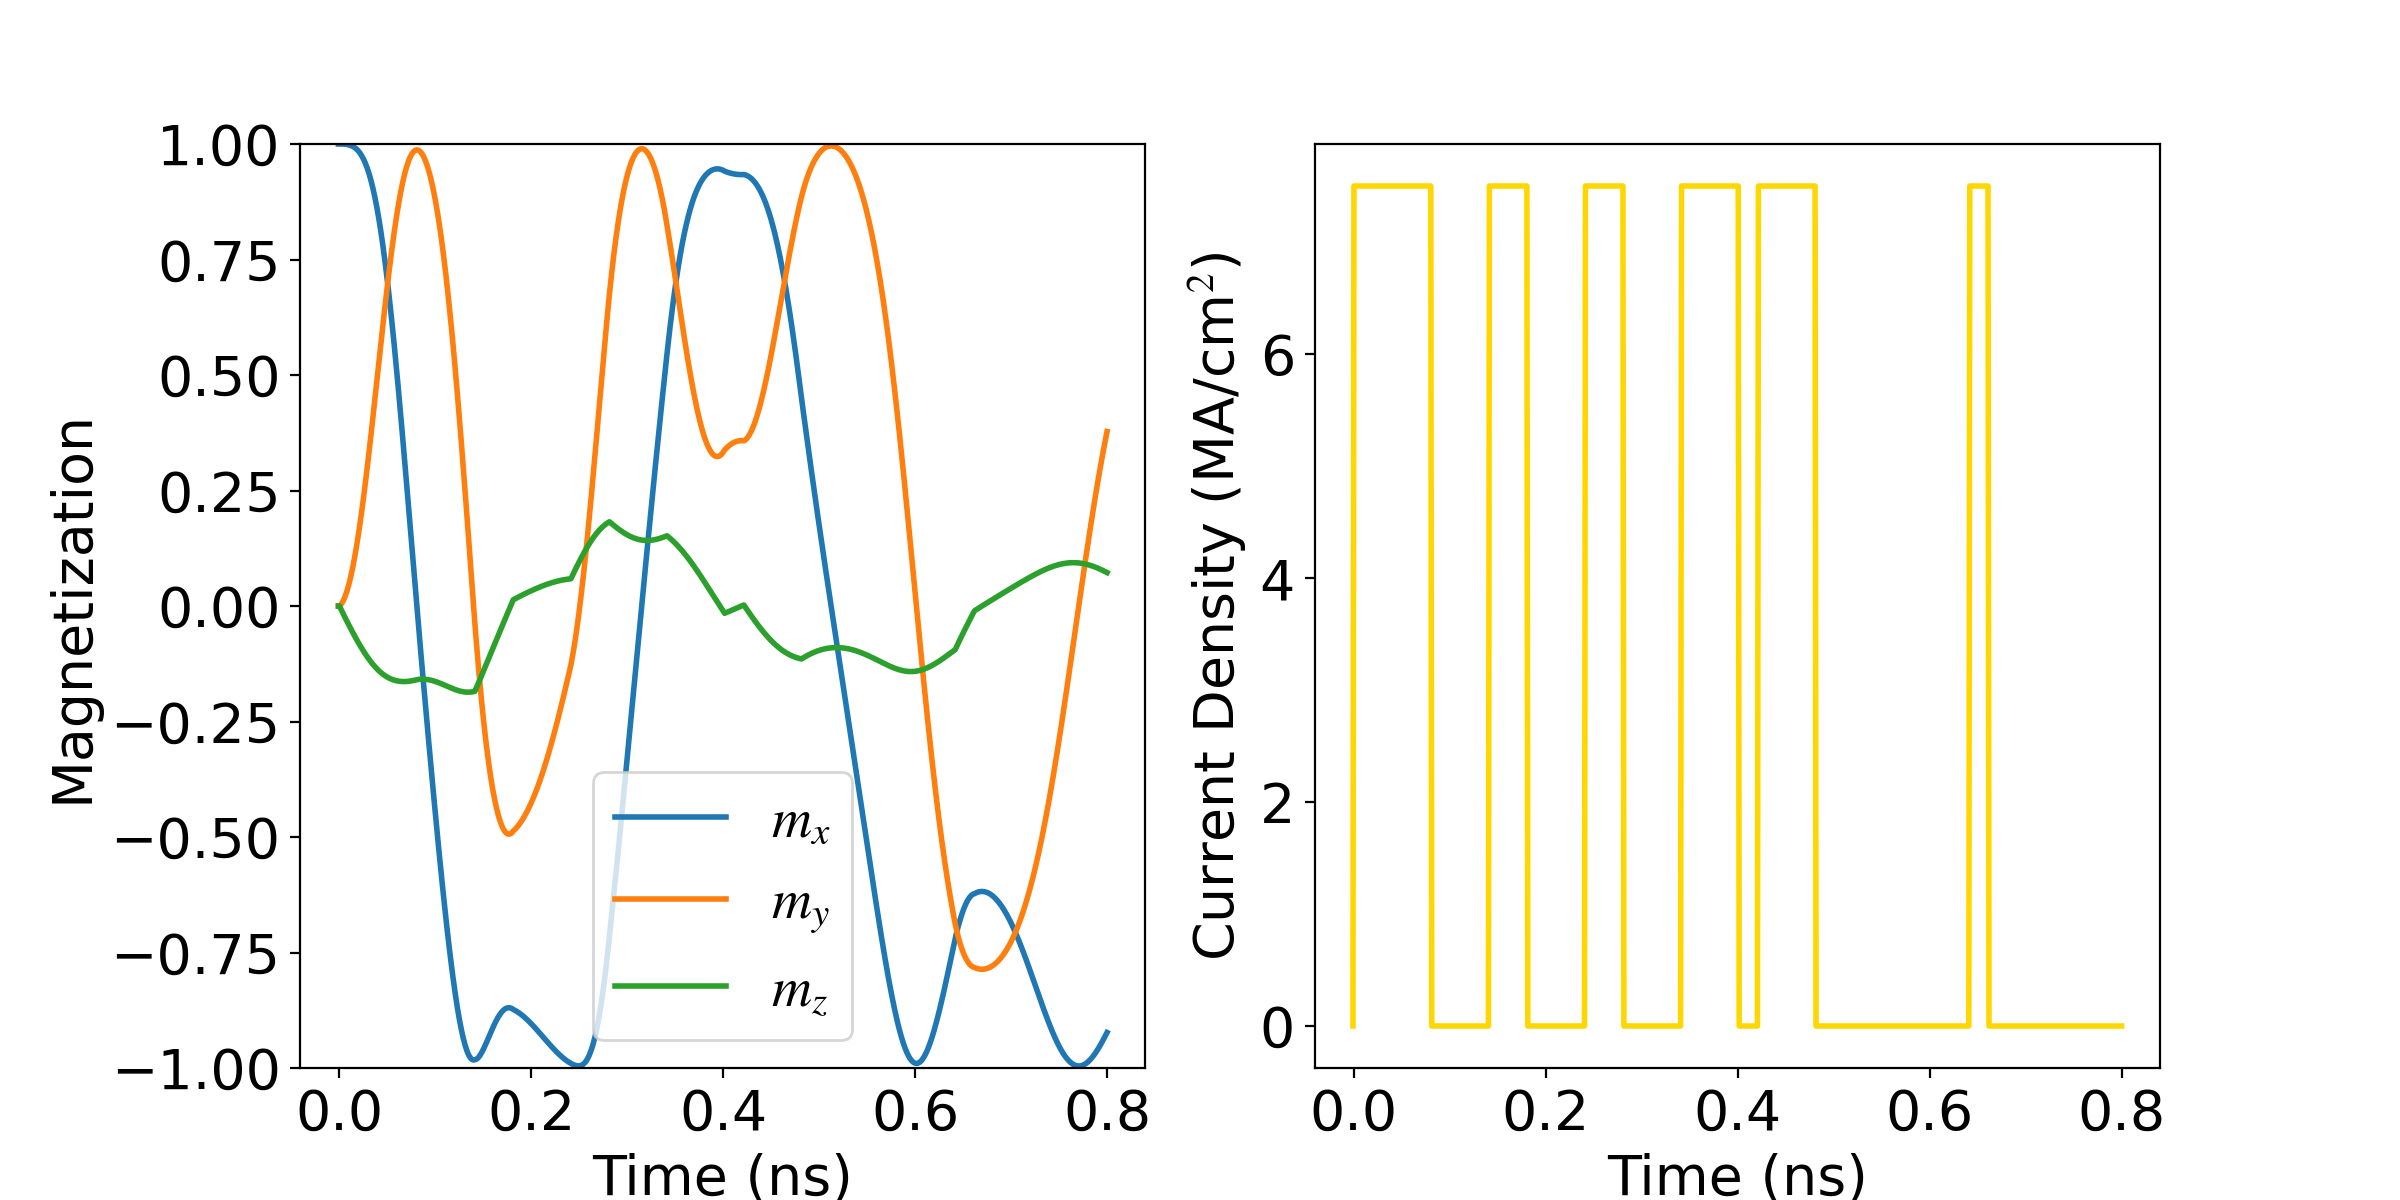 Magnetization
1.00
0.75
0.50
0.25
0.00
−0.25
−0.50
−0.75
−1.00
0.0 0.2 0.4 0.6 0.8
Time (ns)
m_x
m_y
m_z
Current Density (MA/cm²)
6
4
2
0
0.0 0.2 0.4 0.6 0.8
Time (ns)